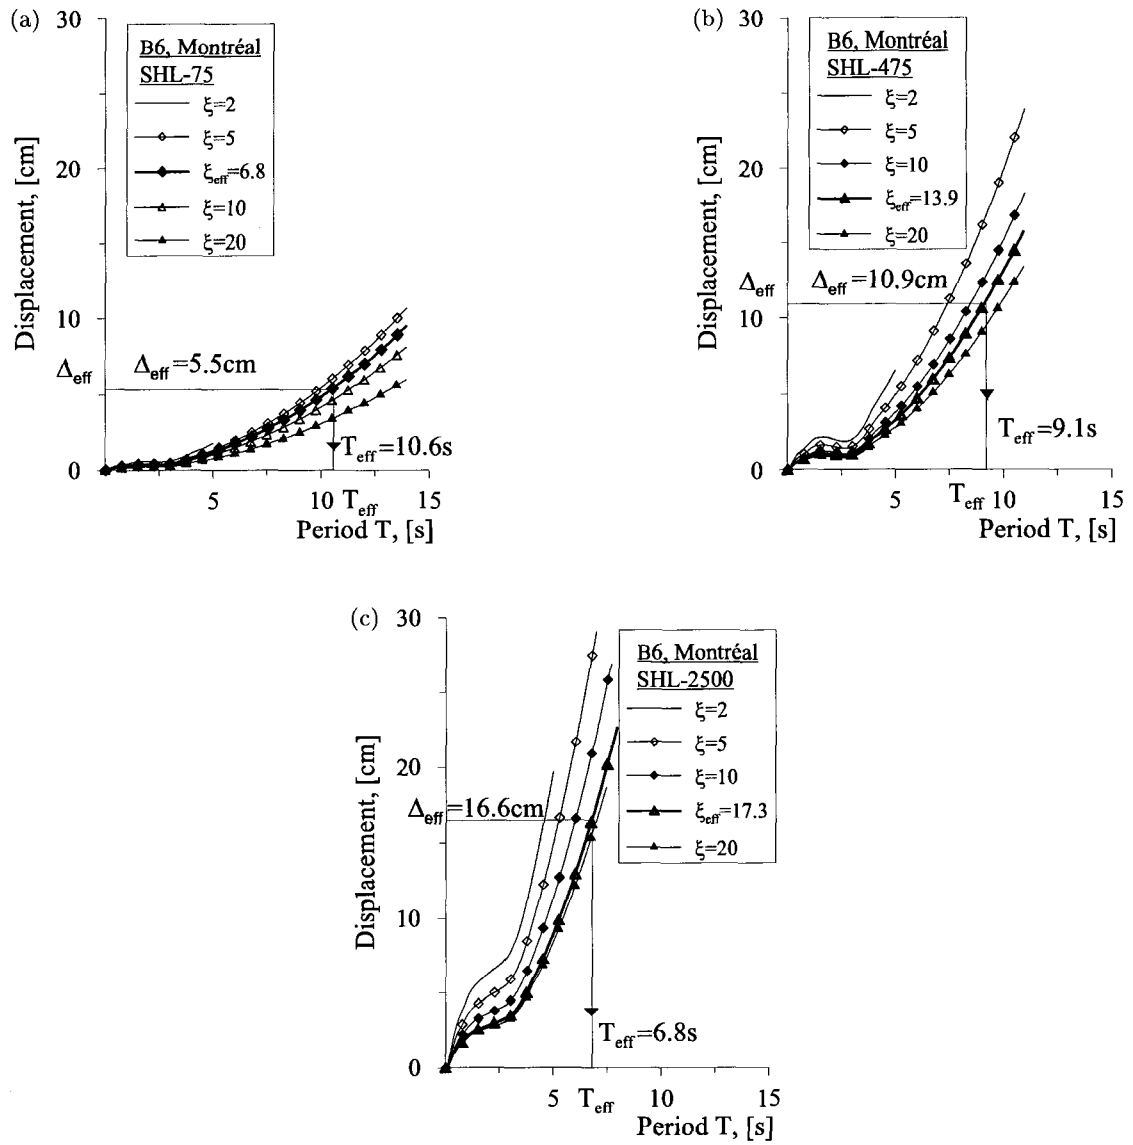 (a)
30
20
10
0
Displacement, [cm]
B6, Montréal
SHL-75
ξ=2
ξ=5
ξeff=6.8
ξ=10
ξ=20
Δeff
Δeff=5.5cm
Teff=10.6s
5
10
Teff
15
Period T, [s]
(b)
30
20
10
0
Displacement, [cm]
B6, Montréal
SHL-475
ξ=2
ξ=5
ξ=10
ξeff=13.9
ξ=20
Δeff
Δeff=10.9cm
Teff=9.1s
5
Teff
10
15
Period T, [s]
(c)
30
20
10
0
Displacement, [cm]
B6, Montréal
SHL-2500
ξ=2
ξ=5
ξ=10
ξeff=17.3
ξ=20
Δeff=16.6cm
Teff=6.8s
5
Teff
10
15
Period T, [s]